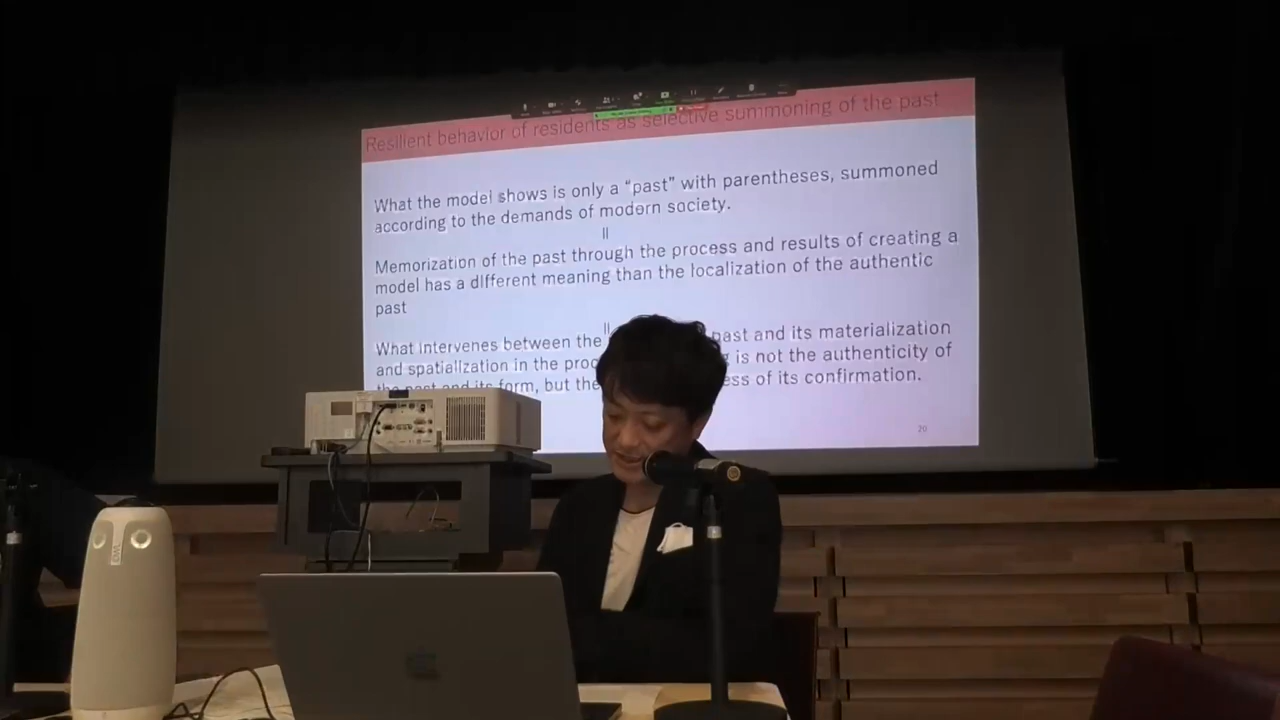 Resilient behavior of residents as selective summoning of the past
What the model shows is only a “past” with parentheses, summoned
according to the demands of modern society.
||
Memorization of the past through the process and results of creating a
model has a different meaning than the localization of the authentic
past
||
What intervenes between the past and its materialization
and spatialization in the is not the authenticity of
the past and its form, but the of its confirmation.
20